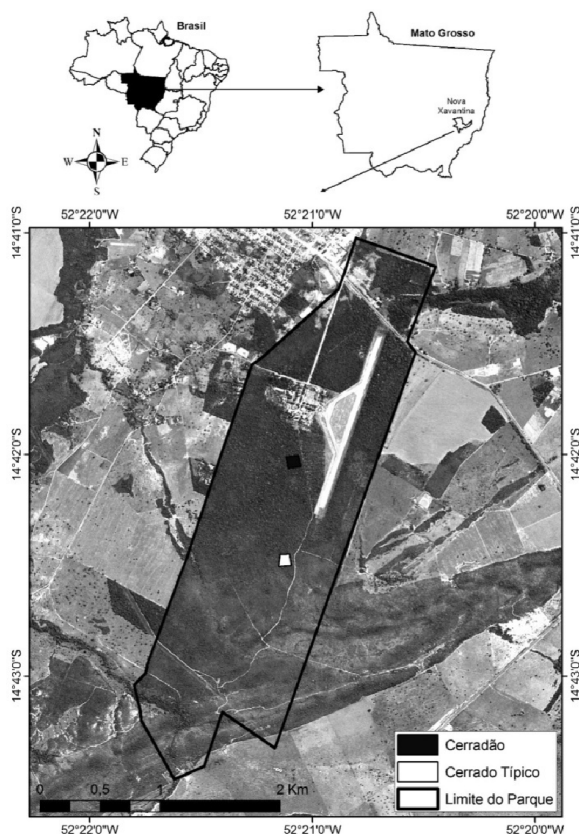 Brasil
Mato Grosso
Nova
Xavantina
N
W E
S
52°22'0"W 52°21'0"W 52°20'0"W
14°41'0"S 14°41'0"S
14°42'0"S 14°42'0"S
14°43'0"S 14°43'0"S
Cerradão
Cerrado Típico
Limite do Parque
0 0,5 1 2 Km
52°22'0"W 52°21'0"W 52°20'0"W